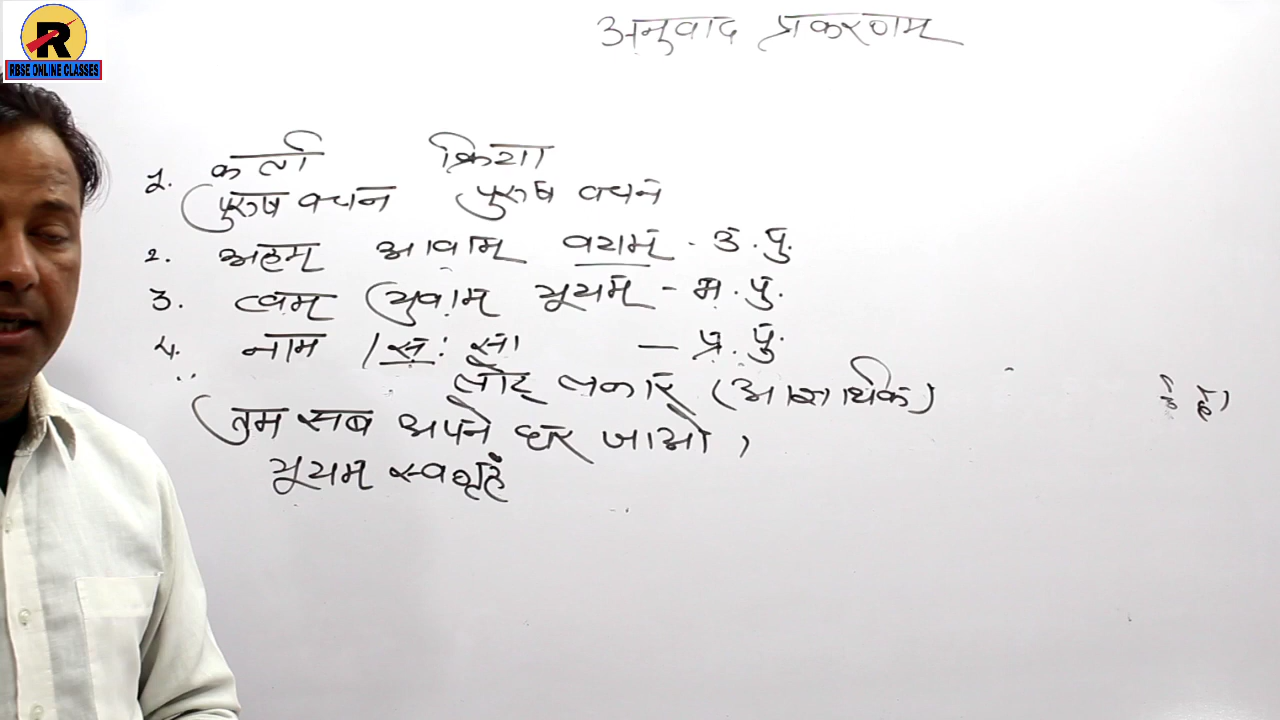 R
RBSE ONLINE CLASSES
अनुवाद प्रकरणम्
1. कर्ता क्रिया
पुरुष वचन पुरुष वचन
2. अहम् आवाम् वयम् - उ. पु.
3. त्वम् युवाम् यूयम् - म. पु.
4. नाम / सः सा — प्र. पु.
लोट् लकार (आज्ञार्थक)
तुम सब अपने घर जाओ,
यूयम् स्वगृहं